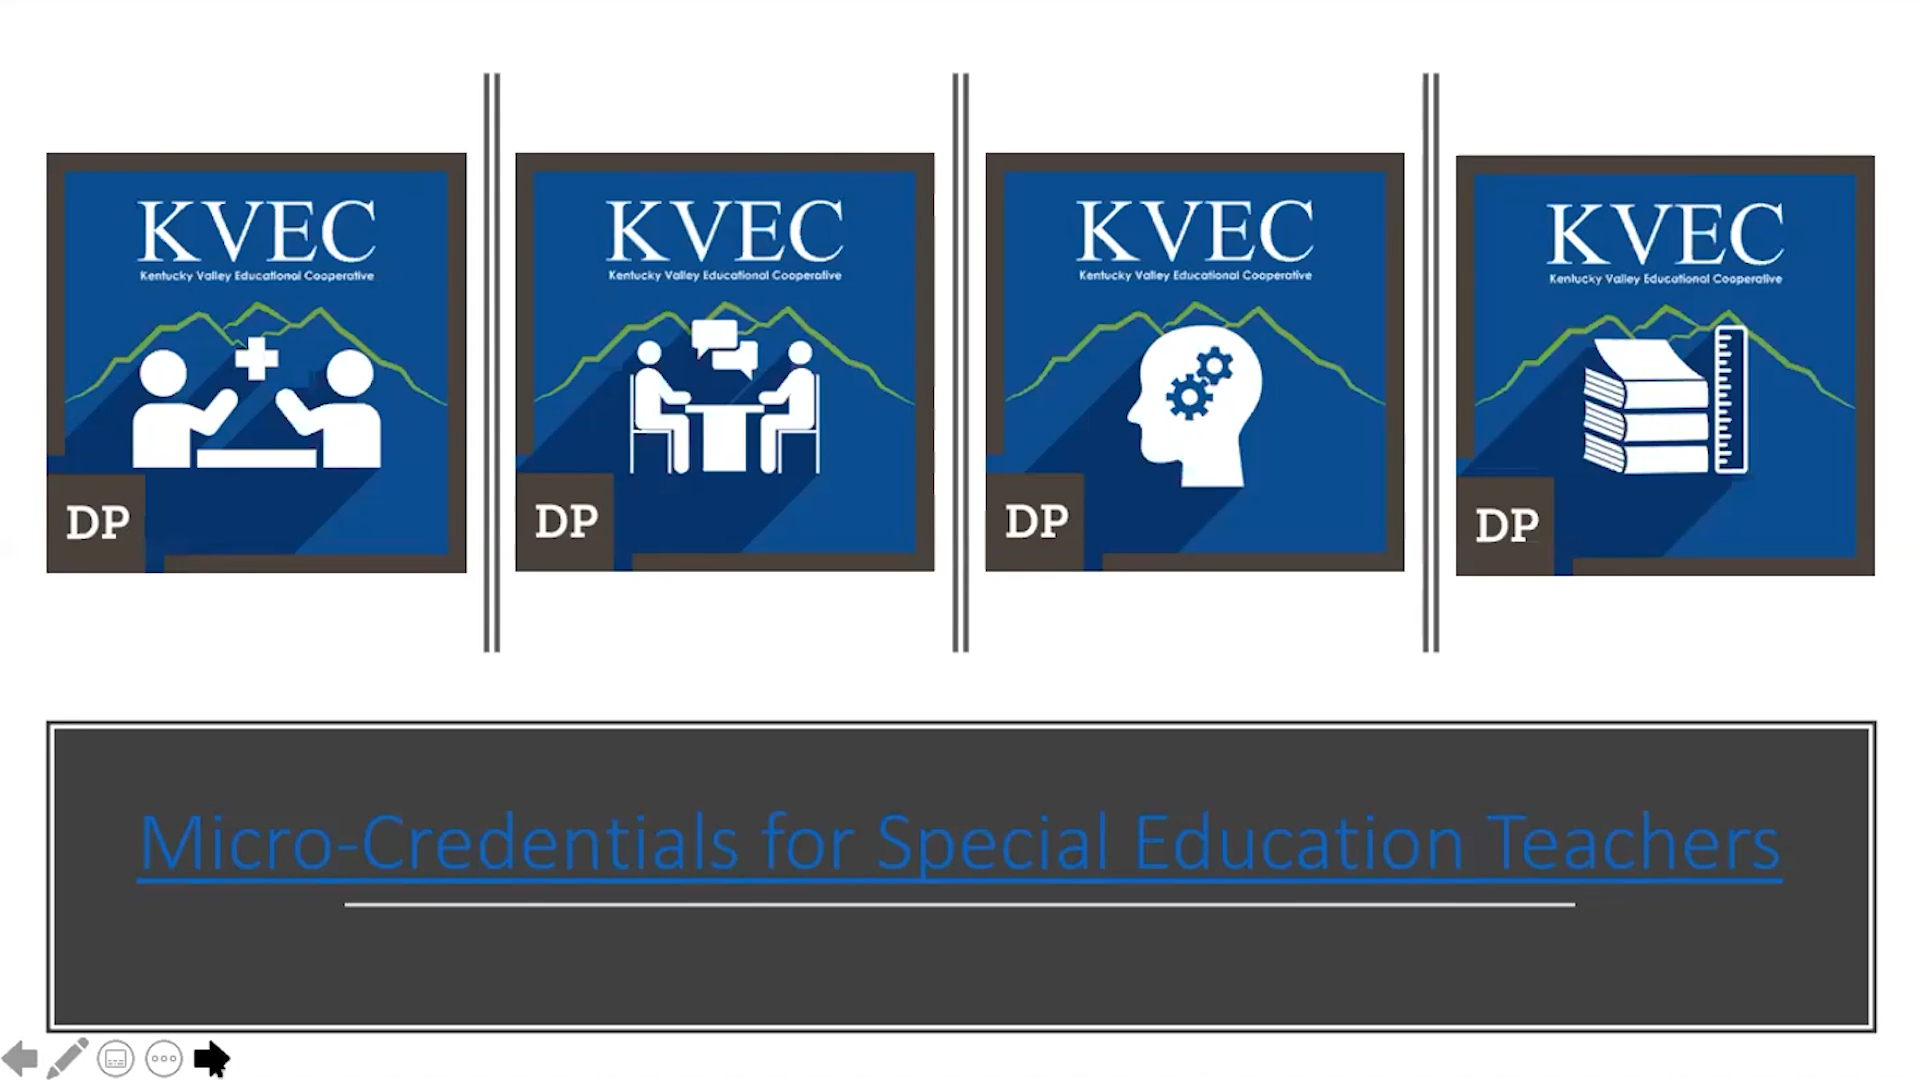 KVEC
Kentucky Valley Educational Cooperative
DP
KVEC
Kentucky Valley Educational Cooperative
DP
KVEC
Kentucky Valley Educational Cooperative
DP
KVEC
Kentucky Valley Educational Cooperative
DP
Micro-Credentials for Special Education Teachers